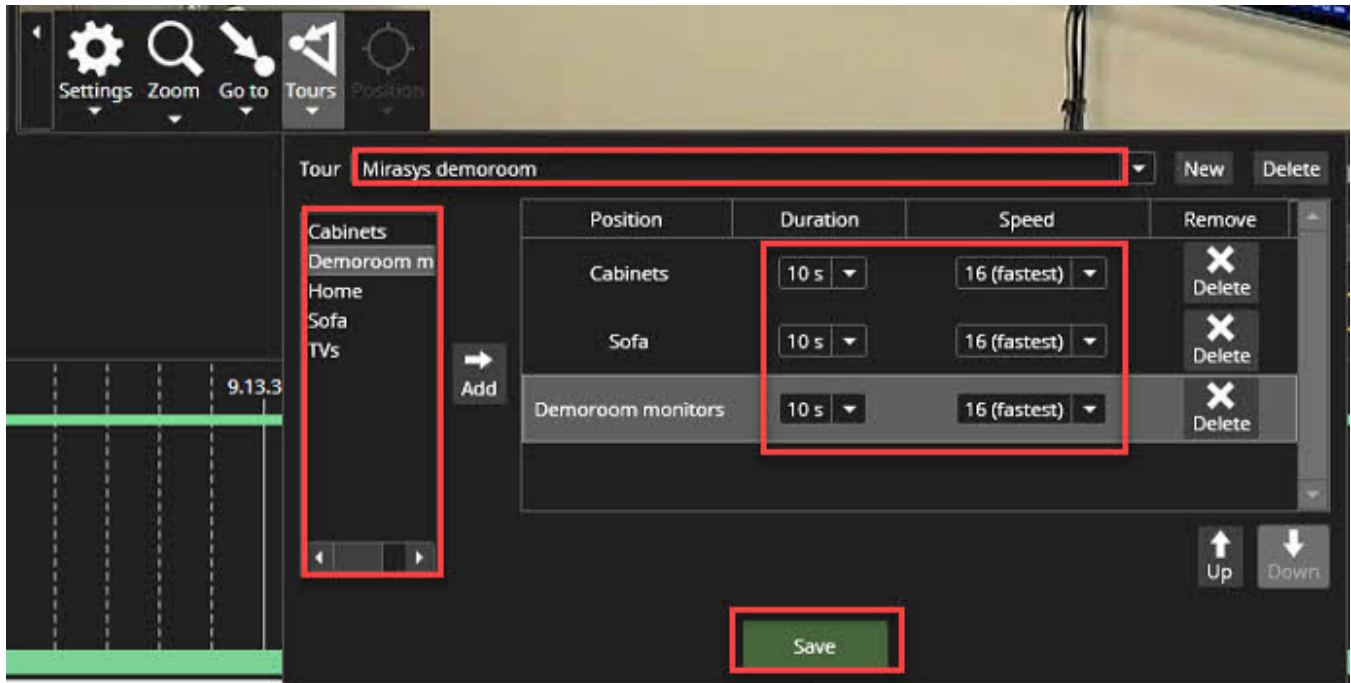 Settings Zoom Go to Tours Position
Tour Mirasys demoroom New Delete
Cabinets
Demoroom m
Home
Sofa
TVs
Add
Position Duration Speed Remove
Cabinets 10 s 16 (fastest) Delete
Sofa 10 s 16 (fastest) Delete
Demoroom monitors 10 s 16 (fastest) Delete
9.13.3
Up Down
Save